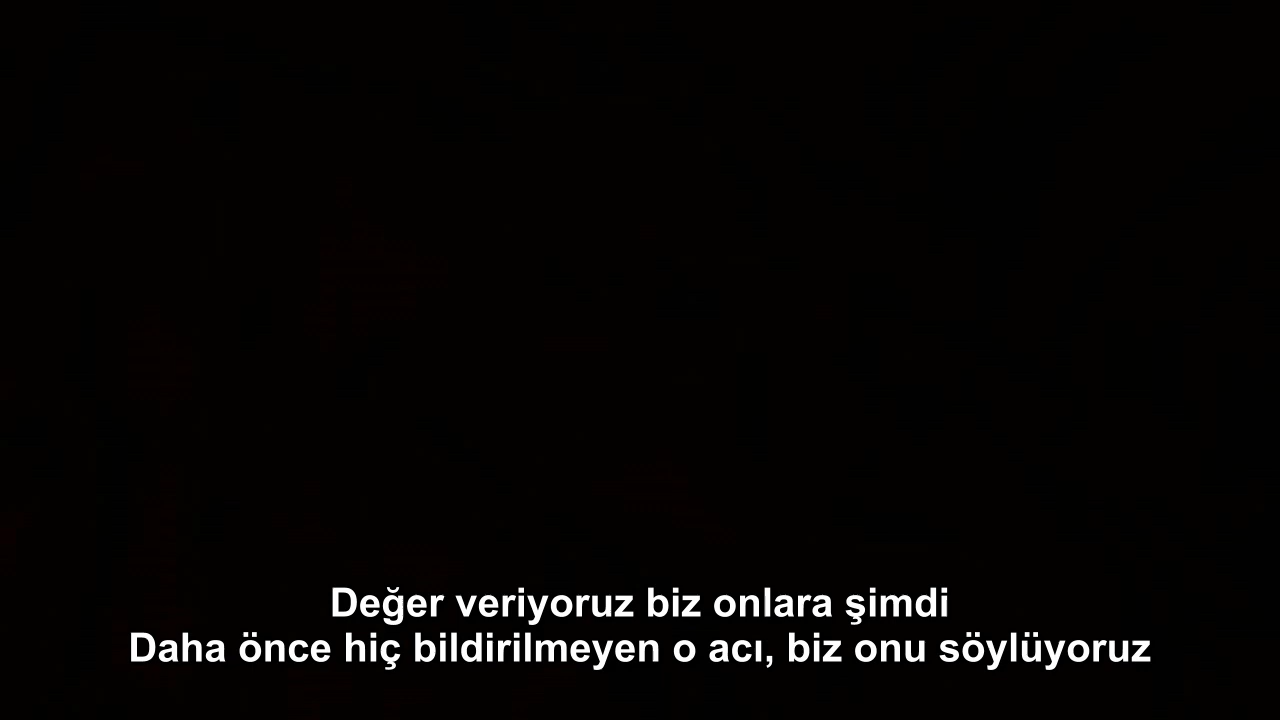 Değer veriyoruz biz onlara şimdi
Daha önce hiç bildirilmeyen o acı, biz onu söylüyoruz